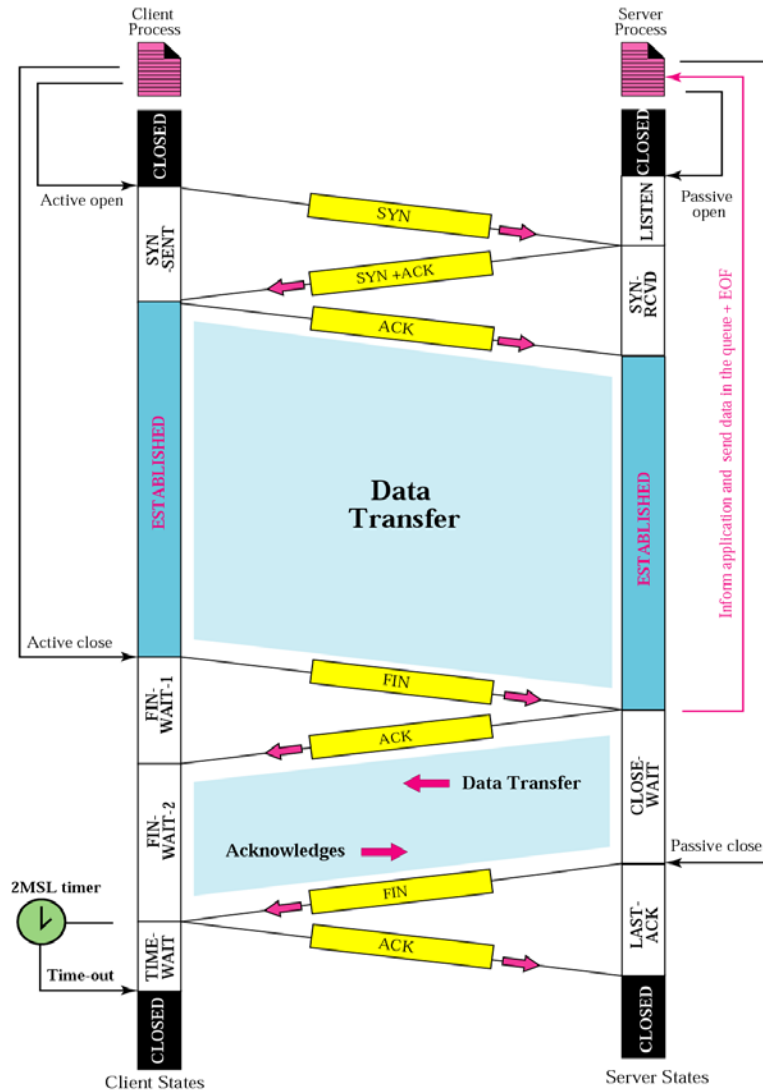 Client
Process
Server
Process
CLOSED
CLOSED
Active open
Passive
open
SYN
LISTEN
SYN
-SENT
SYN +ACK
SYN-
RCVD
ACK
Inform application and send data in the queue + EOF
ESTABLISHED
Data
Transfer
ESTABLISHED
Active close
FIN
FIN-
WAIT-1
ACK
Data Transfer
CLOSE-
WAIT
FIN-
WAIT-2
Acknowledges
Passive close
FIN
2MSL timer
LAST-
ACK
ACK
TIME-
WAIT
Time-out
CLOSED
CLOSED
Client States
Server States